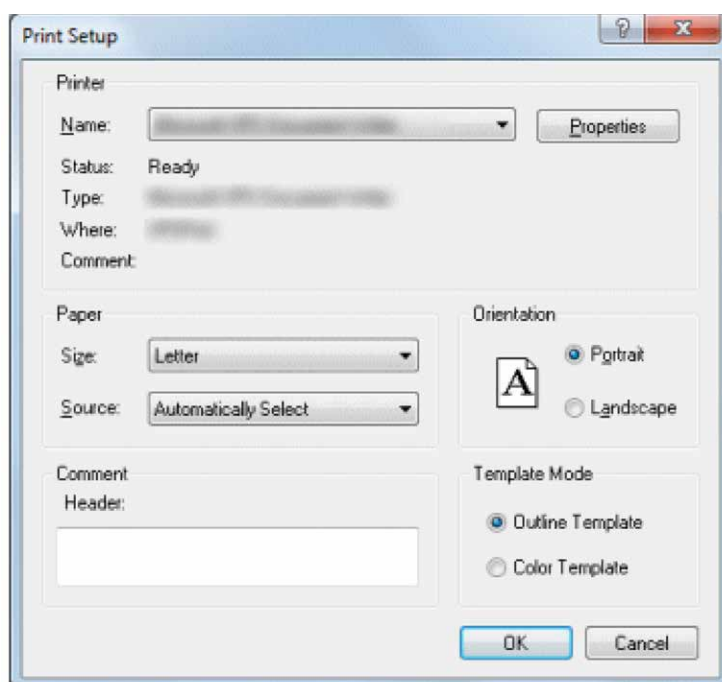 Print Setup
Printer
Name:
Properties
Status: Ready
Type:
Where:
Comment:
Paper
Size: Letter
Source: Automatically Select
Orientation
A
Portrait
Landscape
Comment
Header:
Template Mode
Outline Template
Color Template
OK Cancel